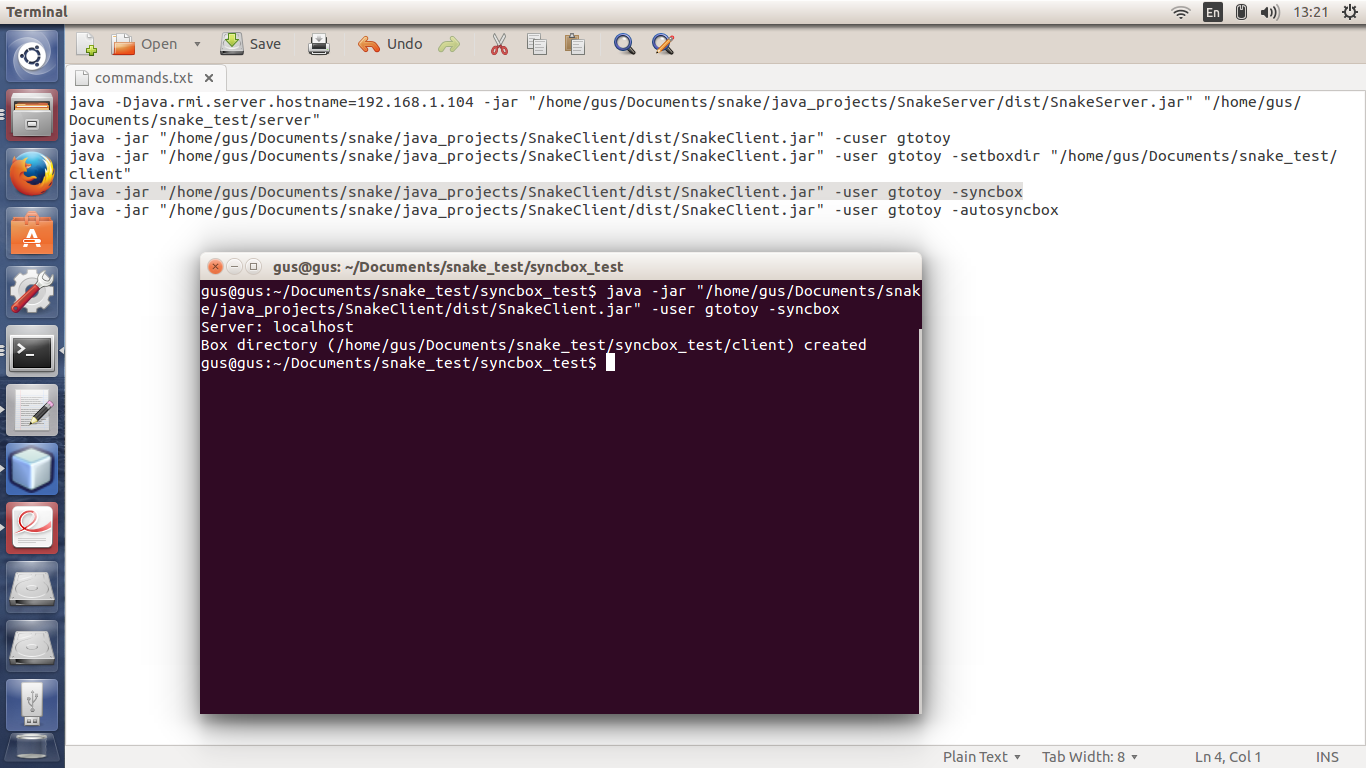 Terminal
En
13:21
Open
Save
Undo
commands.txt
java -Djava.rmi.server.hostname=192.168.1.104 -jar "/home/gus/Documents/snake/java_projects/SnakeServer/dist/SnakeServer.jar" "/home/gus/
Documents/snake_test/server"
java -jar "/home/gus/Documents/snake/java_projects/SnakeClient/dist/SnakeClient.jar" -cuser gtotoy
java -jar "/home/gus/Documents/snake/java_projects/SnakeClient/dist/SnakeClient.jar" -user gtotoy -setboxdir "/home/gus/Documents/snake_test/
client"
java -jar "/home/gus/Documents/snake/java_projects/SnakeClient/dist/SnakeClient.jar" -user gtotoy -syncbox
java -jar "/home/gus/Documents/snake/java_projects/SnakeClient/dist/SnakeClient.jar" -user gtotoy -autosyncbox
gus@gus: ~/Documents/snake_test/syncbox_test
gus@gus:~/Documents/snake_test/syncbox_test$ java -jar "/home/gus/Documents/snak
e/java_projects/SnakeClient/dist/SnakeClient.jar" -user gtotoy -syncbox
Server: localhost
Box directory (/home/gus/Documents/snake_test/syncbox_test/client) created
gus@gus:~/Documents/snake_test/syncbox_test$
Plain Text
Tab Width: 8
Ln 4, Col 1
INS